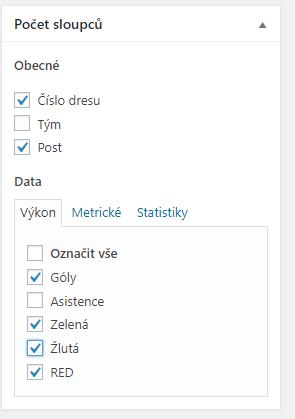 Počet sloupců
Obecné
Číslo dresu
Tým
Post
Data
Výkon Metrické Statistiky
Označit vše
Góly
Asistence
Zelená
Žlutá
RED